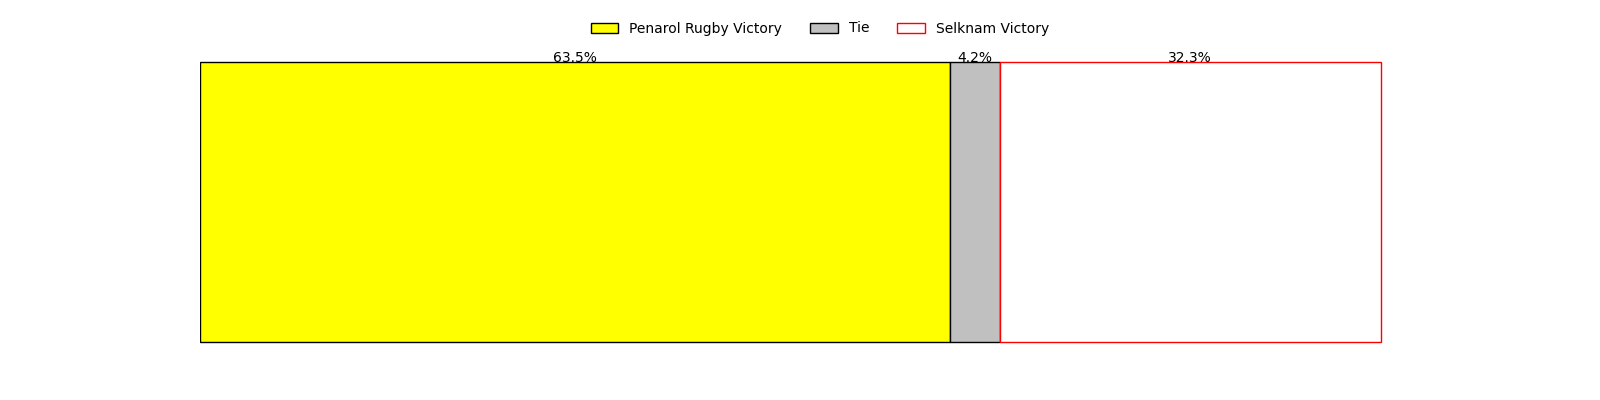 Penarol Rugby Victory Tie Selknam Victory
63.5% 4.2% 32.3%